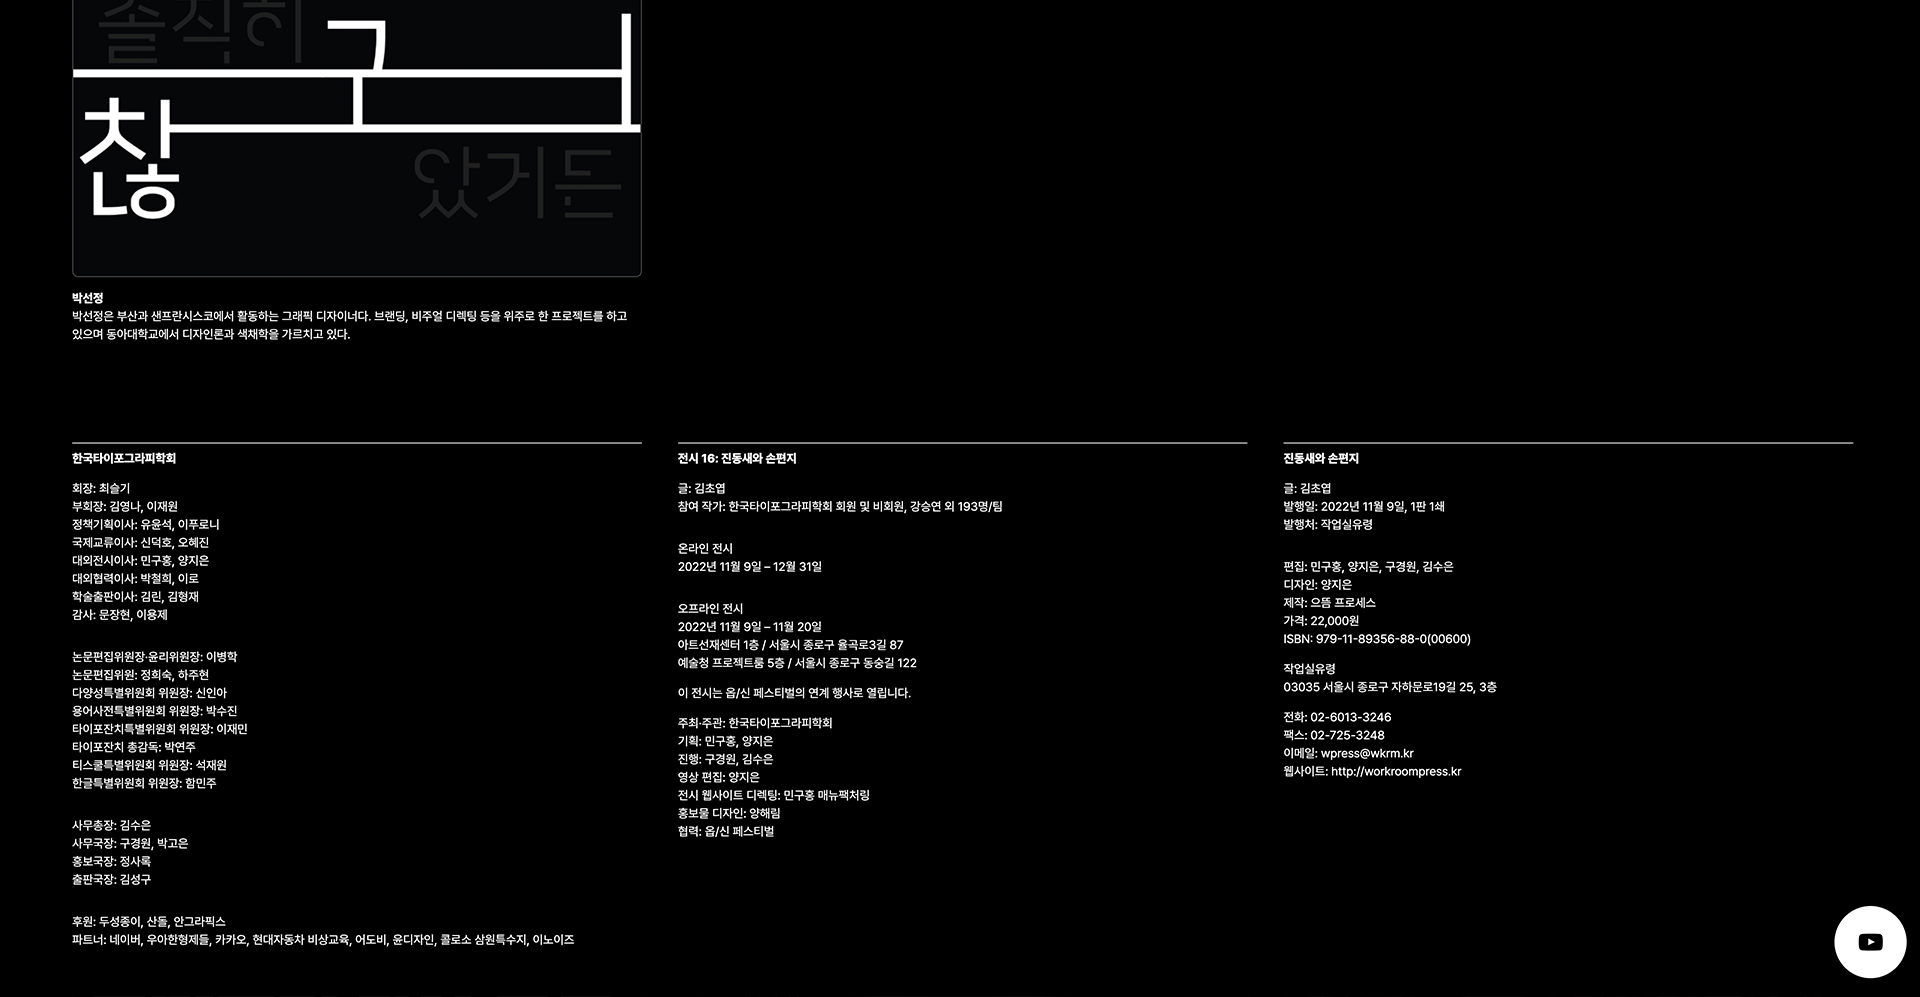 솔직히
구나
찮
았거든
박선정
박선정은 부산과 샌프란시스코에서 활동하는 그래픽 디자이너다. 브랜딩, 비주얼 디렉팅 등을 위주로 한 프로젝트를 하고
있으며 동아대학교에서 디자인론과 색채학을 가르치고 있다.
한국타이포그라피학회
회장: 최슬기
부회장: 김영나, 이재원
정책기획이사: 유윤석, 이푸로니
국제교류이사: 신덕호, 오혜진
대외전시이사: 민구홍, 양지은
대외협력이사: 박철희, 이로
학술출판이사: 김린, 김형재
감사: 문장현, 이용제
논문편집위원장·윤리위원장: 이병학
논문편집위원: 정희숙, 하주현
다양성특별위원회 위원장: 신인아
용어사전특별위원회 위원장: 박수진
타이포잔치특별위원회 위원장: 이재민
타이포잔치 총감독: 박연주
티스쿨특별위원회 위원장: 석재원
한글특별위원회 위원장: 함민주
사무총장: 김수은
사무국장: 구경원, 박고은
홍보국장: 정사록
출판국장: 김성구
후원: 두성종이, 산돌, 안그라픽스
파트너: 네이버, 우아한형제들, 카카오, 현대자동차 비상교육, 어도비, 윤디자인, 콜로소 삼원특수지, 이노이즈
전시 16: 진동새와 손편지
글: 김초엽
참여 작가: 한국타이포그라피학회 회원 및 비회원, 강승연 외 193명/팀
온라인 전시
2022년 11월 9일 – 12월 31일
오프라인 전시
2022년 11월 9일 – 11월 20일
아트선재센터 1층 / 서울시 종로구 율곡로3길 87
예술청 프로젝트룸 5층 / 서울시 종로구 동숭길 122
이 전시는 옵/신 페스티벌의 연계 행사로 열립니다.
주최·주관: 한국타이포그라피학회
기획: 민구홍, 양지은
진행: 구경원, 김수은
영상 편집: 양지은
전시 웹사이트 디렉팅: 민구홍 매뉴팩처링
홍보물 디자인: 양해림
협력: 옵/신 페스티벌
진동새와 손편지
글: 김초엽
발행일: 2022년 11월 9일, 1판 1쇄
발행처: 작업실유령
편집: 민구홍, 양지은, 구경원, 김수은
디자인: 양지은
제작: 으뜸 프로세스
가격: 22,000원
ISBN: 979-11-89356-88-0(00600)
작업실유령
03035 서울시 종로구 자하문로19길 25, 3층
전화: 02-6013-3246
팩스: 02-725-3248
이메일: wpress@wkrm.kr
웹사이트: http://workroompress.kr